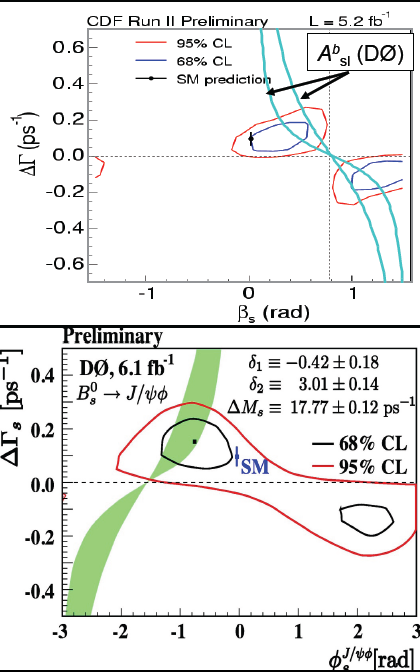 CDF Run II Preliminary L = 5.2 fb⁻¹
95% CL
68% CL
SM prediction
A^b_sl (DØ)
ΔΓ (ps⁻¹)
0.6
0.4
0.2
0.0
-0.2
-0.4
-0.6
-1 0 1
β_s (rad)
Preliminary
DØ, 6.1 fb⁻¹
B⁰_s → J/ψϕ
δ₁ ≡ −0.42 ± 0.18
δ₂ ≡ 3.01 ± 0.14
ΔM_s ≡ 17.77 ± 0.12 ps⁻¹
68% CL
95% CL
SM
ΔΓ_s [ps⁻¹]
0.4
0.2
0.0
-0.2
-0.4
-3 -2 -1 0 1 2 3
ϕ_s^J/ψϕ [rad]